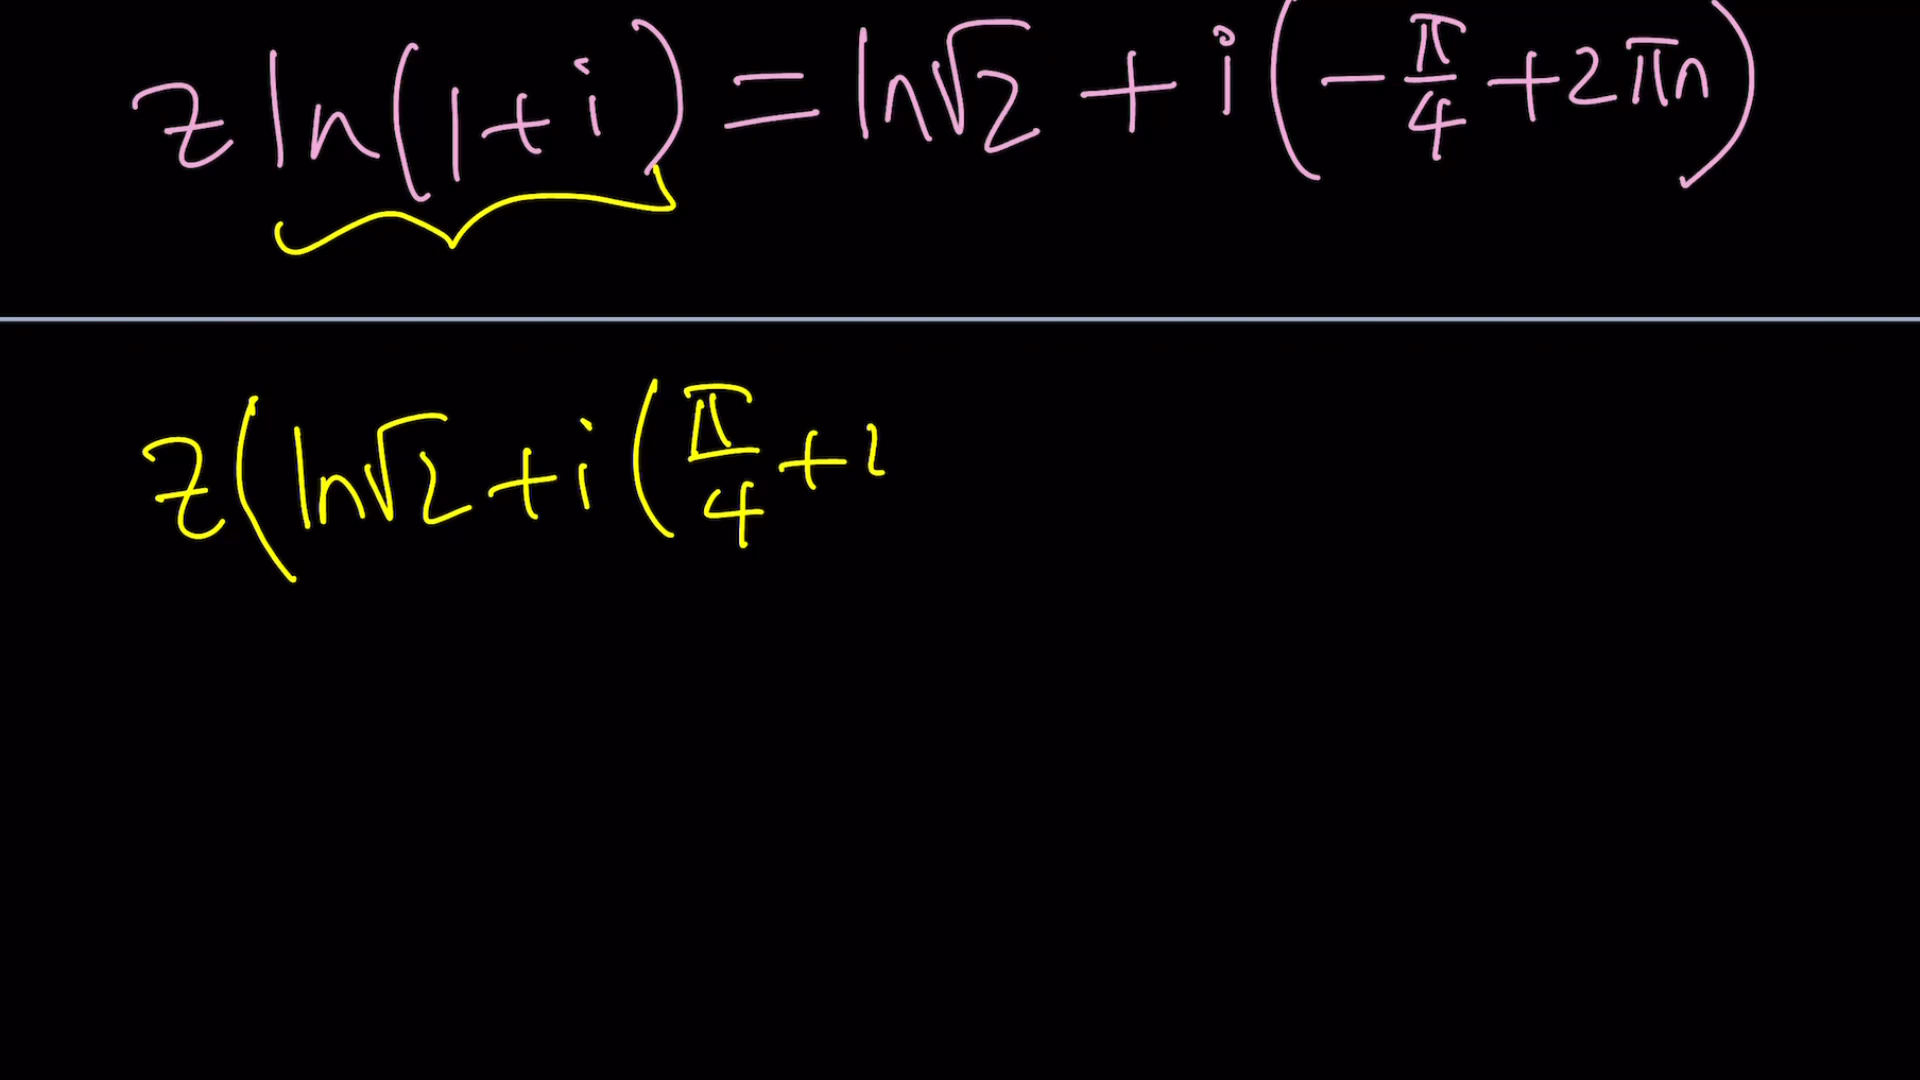 z ln(1+i) = ln√2 + i(-π/4 + 2πn)
z(ln√2 + i(π/4 + 2